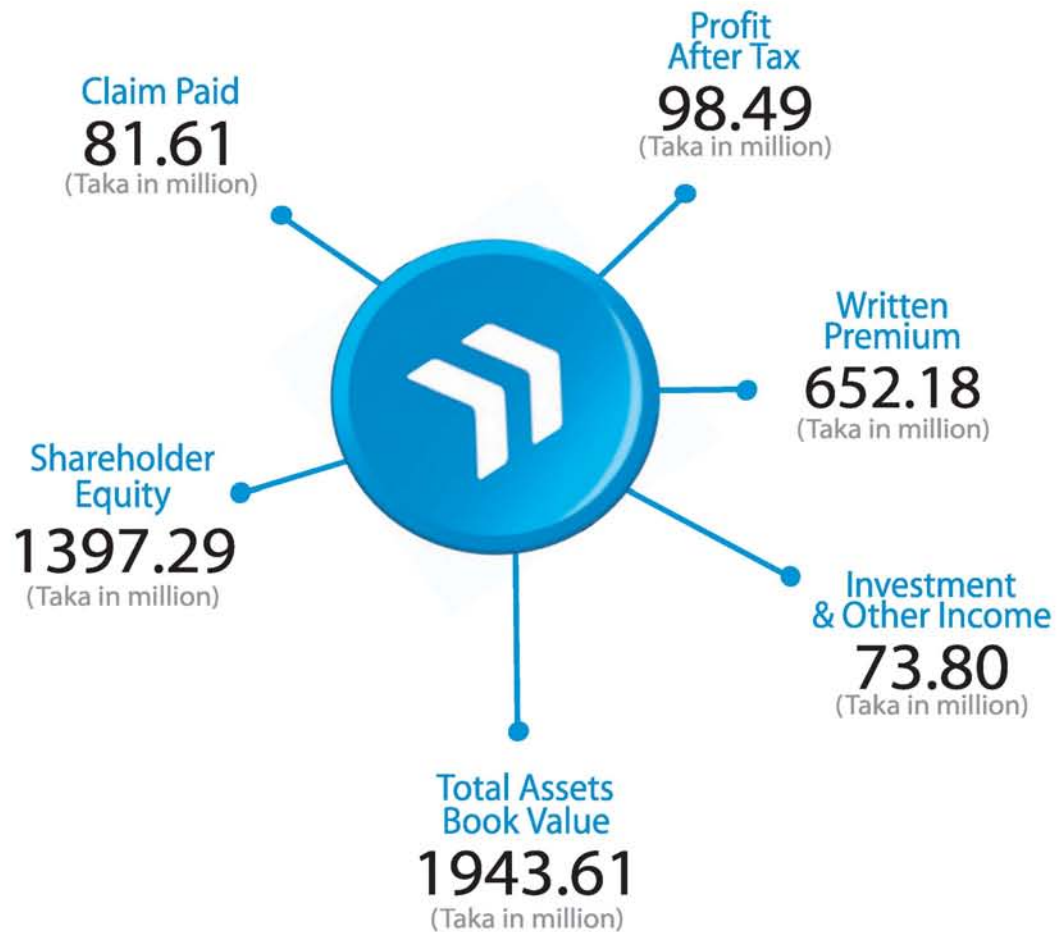 Profit
After Tax
98.49
(Taka in million)
Claim Paid
81.61
(Taka in million)
Written
Premium
652.18
(Taka in million)
Shareholder
Equity
1397.29
(Taka in million)
Investment
& Other Income
73.80
(Taka in million)
Total Assets
Book Value
1943.61
(Taka in million)